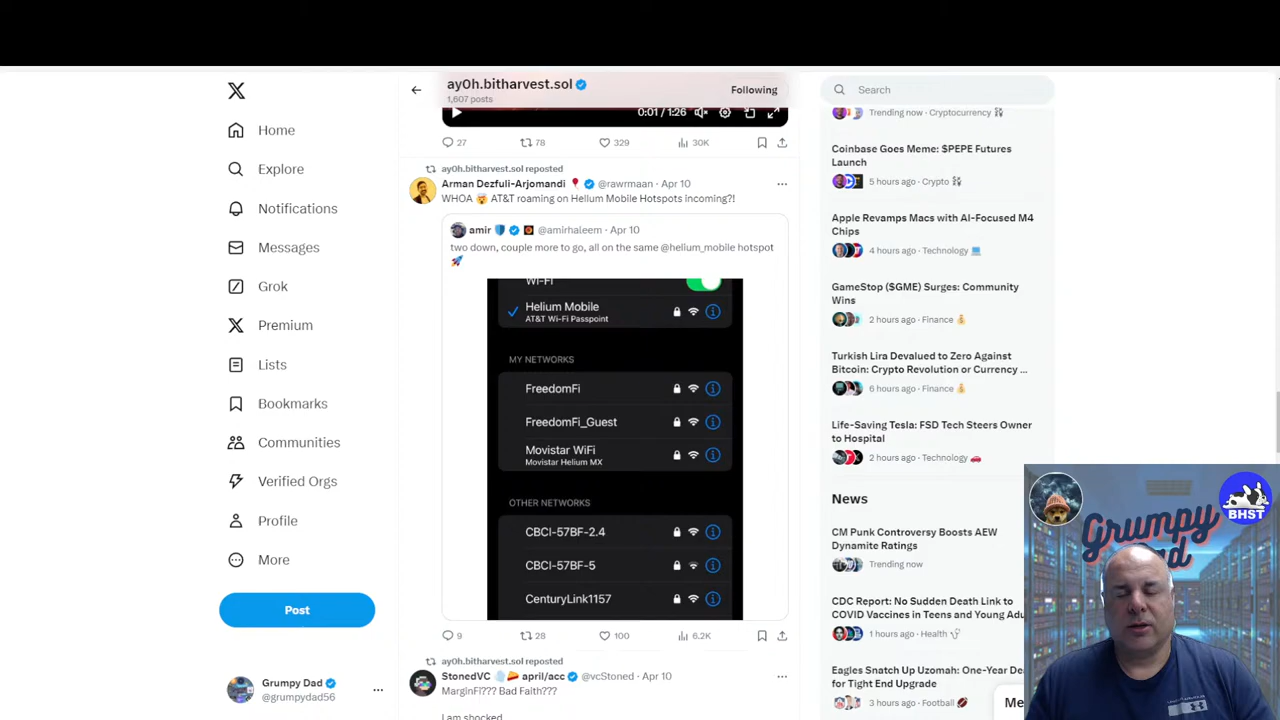 ay0h.bitharvest.sol
1,607 posts
Following
0:01 / 1:26
27
78
329
30K
Home
Explore
Notifications
Messages
Grok
Premium
Lists
Bookmarks
Communities
Verified Orgs
Profile
More
Post
Grumpy Dad
@grumpydad56
ay0h.bitharvest.sol reposted
Arman Dezfuli-Arjomandi 🎈 @rawrmaan · Apr 10
WHOA 🤯 AT&T roaming on Helium Mobile Hotspots incoming?!
amir @amirhaleem · Apr 10
two down, couple more to go, all on the same @helium_mobile hotspot
🚀
Wi-Fi
Helium Mobile
AT&T Wi-Fi Passpoint
MY NETWORKS
FreedomFi
FreedomFi_Guest
Movistar WiFi
Movistar Helium MX
OTHER NETWORKS
CBCI-57BF-2.4
CBCI-57BF-5
CenturyLink1157
9
28
100
6.2K
ay0h.bitharvest.sol reposted
StonedVC april/acc @vcStoned · Apr 10
MarginFi??? Bad Faith???
I am shocked
Search
Trending now · Cryptocurrency
Coinbase Goes Meme: $PEPE Futures
Launch
5 hours ago · Crypto
Apple Revamps Macs with AI-Focused M4
Chips
4 hours ago · Technology
GameStop ($GME) Surges: Community
Wins
2 hours ago · Finance
Turkish Lira Devalued to Zero Against
Bitcoin: Crypto Revolution or Currency ...
6 hours ago · Finance
Life-Saving Tesla: FSD Tech Steers Owner
to Hospital
2 hours ago · Technology
News
CM Punk Controversy Boosts AEW
Dynamite Ratings
Trending now
CDC Report: No Sudden Death Link to
COVID Vaccines in Teens and Young Adu
1 hours ago · Health
Eagles Snatch Up Uzomah: One-Year De
for Tight End Upgrade
3 hours ago · Football
Me
Grumpy
Dad
BHST